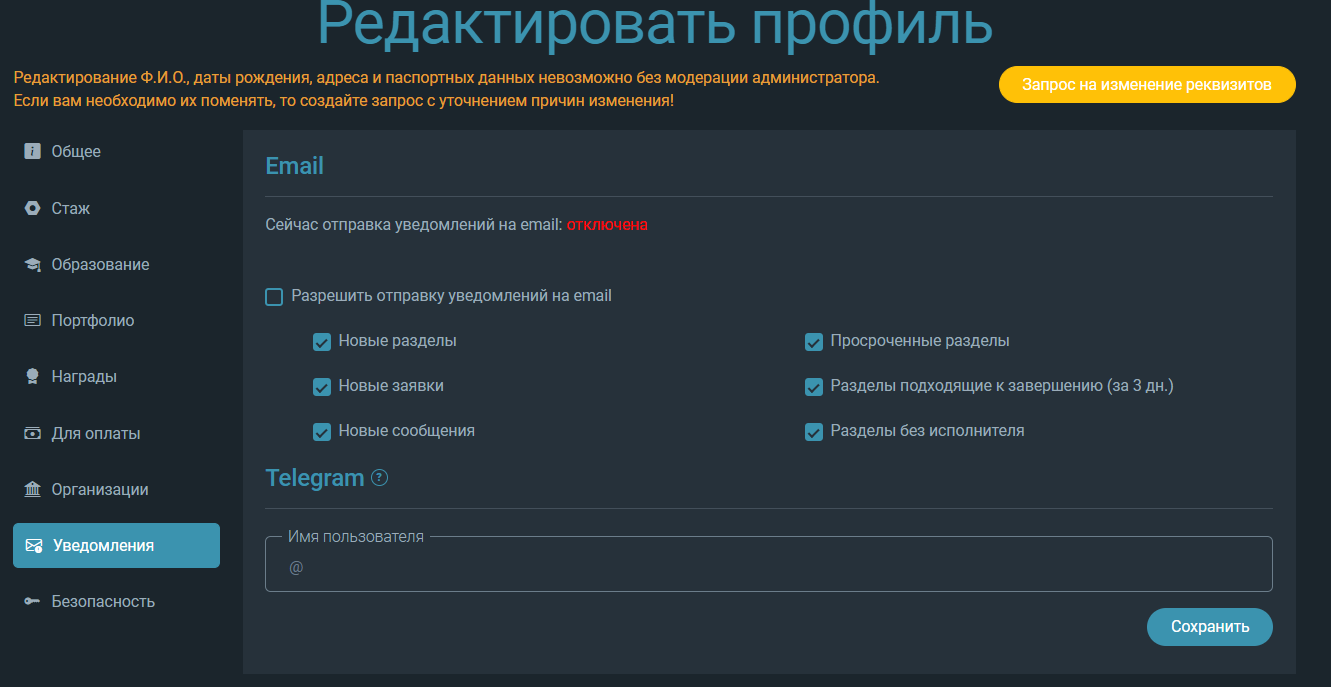 Редактировать профиль
Редактирование Ф.И.О., даты рождения, адреса и паспортных данных невозможно без модерации администратора.
Если вам необходимо их поменять, то создайте запрос с уточнением причин изменения!
Запрос на изменение реквизитов
Общее
Стаж
Образование
Портфолио
Награды
Для оплаты
Организации
Уведомления
Безопасность
Email
Сейчас отправка уведомлений на email: отключена
Разрешить отправку уведомлений на email
Новые разделы
Просроченные разделы
Новые заявки
Разделы подходящие к завершению (за 3 дн.)
Новые сообщения
Разделы без исполнителя
Telegram ?
Имя пользователя
@
Сохранить